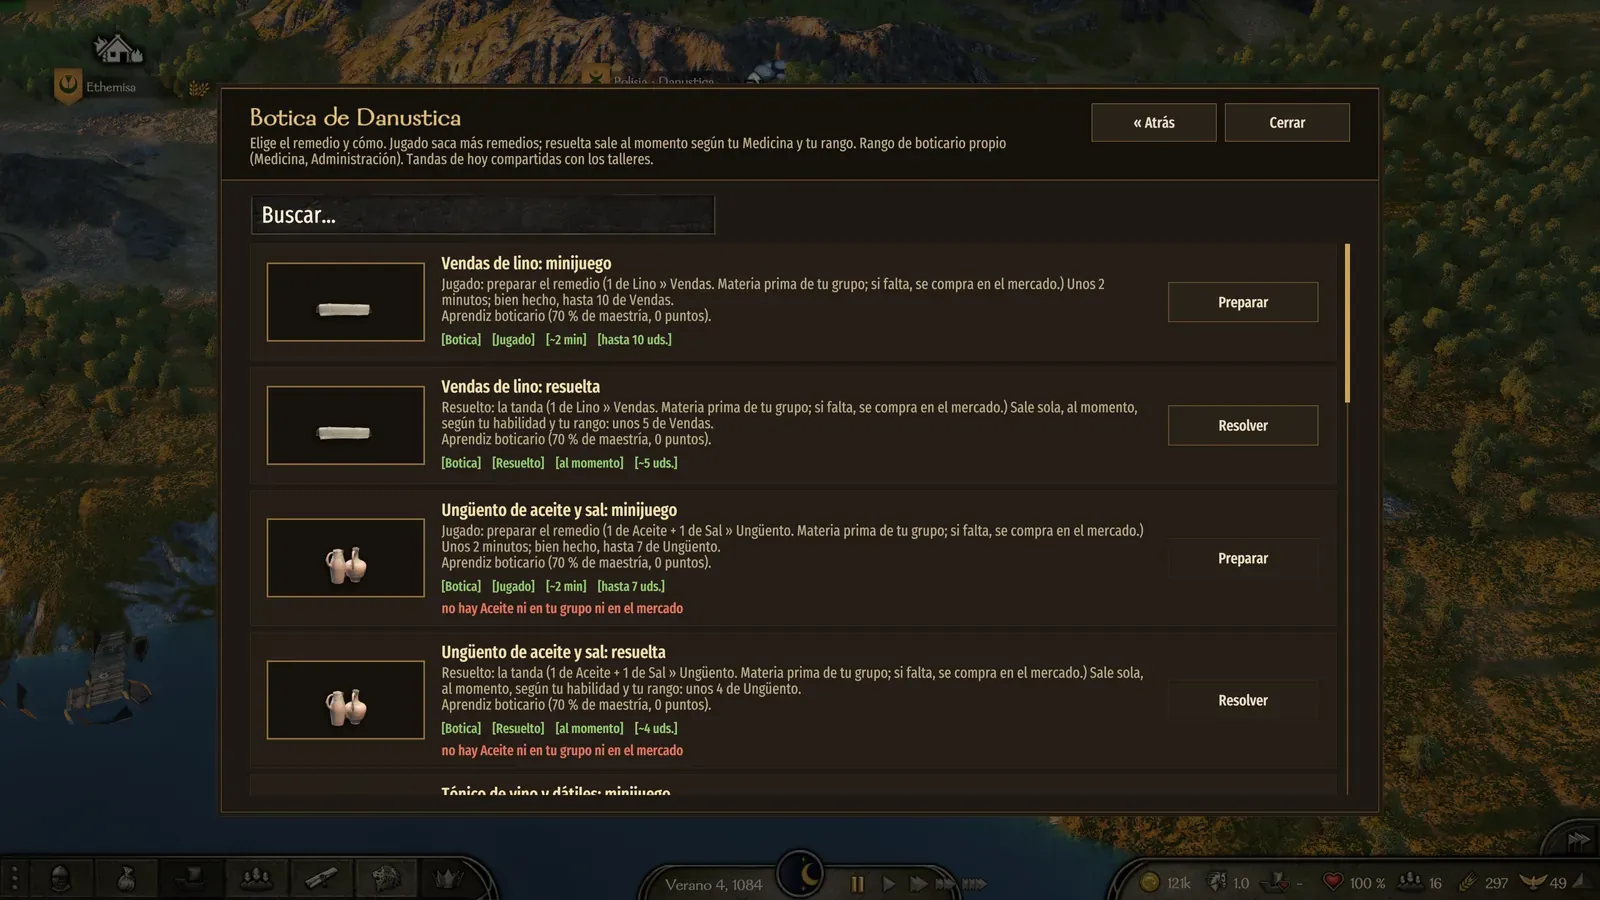 Ethemisa
Polisia
Danustica
Botica de Danustica
Elige el remedio y cómo. Jugado saca más remedios; resuelta sale al momento según tu Medicina y tu rango. Rango de boticario propio
(Medicina, Administración). Tandas de hoy compartidas con los talleres.
« Atrás
Cerrar
Buscar...
Vendas de lino: minijuego
Jugado: preparar el remedio (1 de Lino » Vendas. Materia prima de tu grupo; si falta, se compra en el mercado.) Unos 2
minutos; bien hecho, hasta 10 de Vendas.
Aprendiz boticario (70 % de maestría, 0 puntos).
[Botica] [Jugado] [~2 min] [hasta 10 uds.]
Preparar
Vendas de lino: resuelta
Resuelto: la tanda (1 de Lino » Vendas. Materia prima de tu grupo; si falta, se compra en el mercado.) Sale sola, al momento,
según tu habilidad y tu rango: unos 5 de Vendas.
Aprendiz boticario (70 % de maestría, 0 puntos).
[Botica] [Resuelto] [al momento] [~5 uds.]
Resolver
Ungüento de aceite y sal: minijuego
Jugado: preparar el remedio (1 de Aceite + 1 de Sal » Ungüento. Materia prima de tu grupo; si falta, se compra en el mercado.)
Unos 2 minutos; bien hecho, hasta 7 de Ungüento.
Aprendiz boticario (70 % de maestría, 0 puntos).
[Botica] [Jugado] [~2 min] [hasta 7 uds.]
no hay Aceite ni en tu grupo ni en el mercado
Preparar
Ungüento de aceite y sal: resuelta
Resuelto: la tanda (1 de Aceite + 1 de Sal » Ungüento. Materia prima de tu grupo; si falta, se compra en el mercado.) Sale sola,
al momento, según tu habilidad y tu rango: unos 4 de Ungüento.
Aprendiz boticario (70 % de maestría, 0 puntos).
[Botica] [Resuelto] [al momento] [~4 uds.]
no hay Aceite ni en tu grupo ni en el mercado
Resolver
Tónico de vino y dátiles: minijuego
Verano 4, 1084
121k
1.0
-
100 %
16
297
49